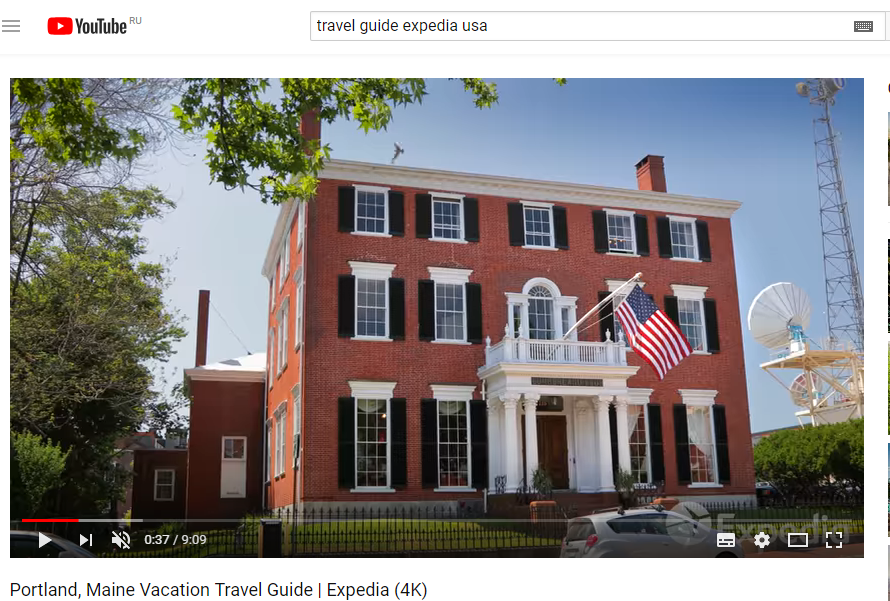 YouTube RU
travel guide expedia usa
0:37 / 9:09
Expedia
Portland, Maine Vacation Travel Guide | Expedia (4K)